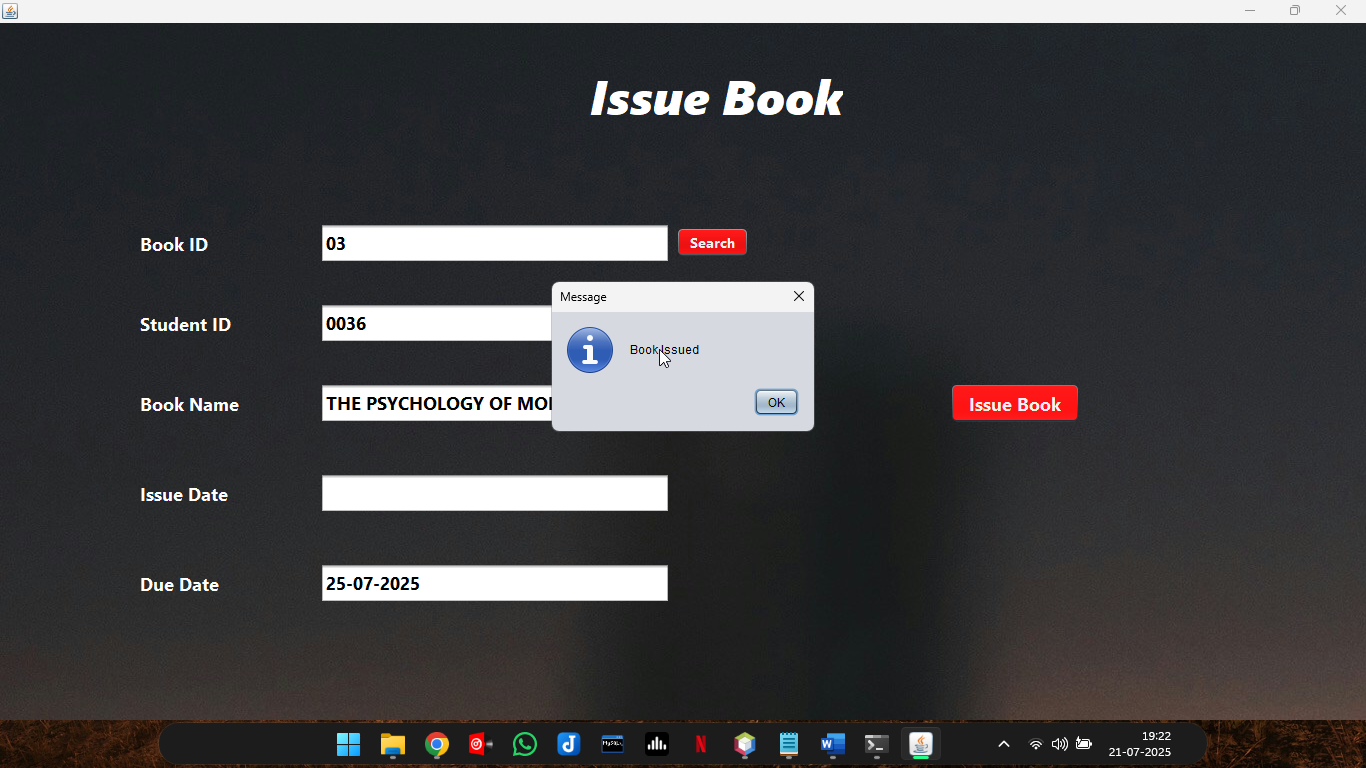 Issue Book
Book ID
03
Search
Message
Student ID
0036
Book Issued
OK
Book Name
THE PSYCHOLOGY OF
Issue Book
Issue Date
Due Date
25-07-2025
MySQL
N
W
19:22
21-07-2025